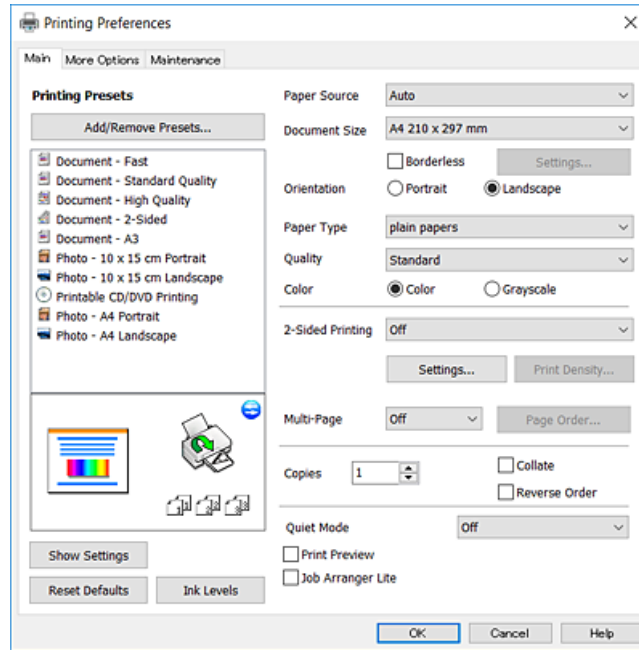 Printing Preferences
Main More Options Maintenance
Printing Presets
Add/Remove Presets...
Document - Fast
Document - Standard Quality
Document - High Quality
Document - 2-Sided
Document - A3
Photo - 10 x 15 cm Portrait
Photo - 10 x 15 cm Landscape
Printable CD/DVD Printing
Photo - A4 Portrait
Photo - A4 Landscape
Show Settings
Reset Defaults Ink Levels
Paper Source Auto
Document Size A4 210 x 297 mm
Borderless Settings...
Orientation Portrait Landscape
Paper Type plain papers
Quality Standard
Color Color Grayscale
2-Sided Printing Off
Settings... Print Density...
Multi-Page Off Page Order...
Copies 1 Collate
Reverse Order
Quiet Mode Off
Print Preview
Job Arranger Lite
OK Cancel Help